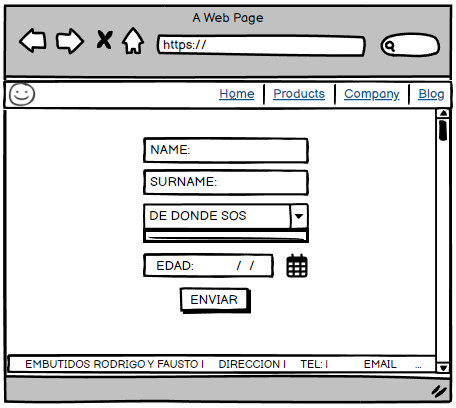 A Web Page
https://
Home Products Company Blog
NAME:
SURNAME:
DE DONDE SOS
EDAD: / /
ENVIAR
EMBUTIDOS RODRIGO Y FAUSTO | DIRECCION | TEL: | EMAIL ...